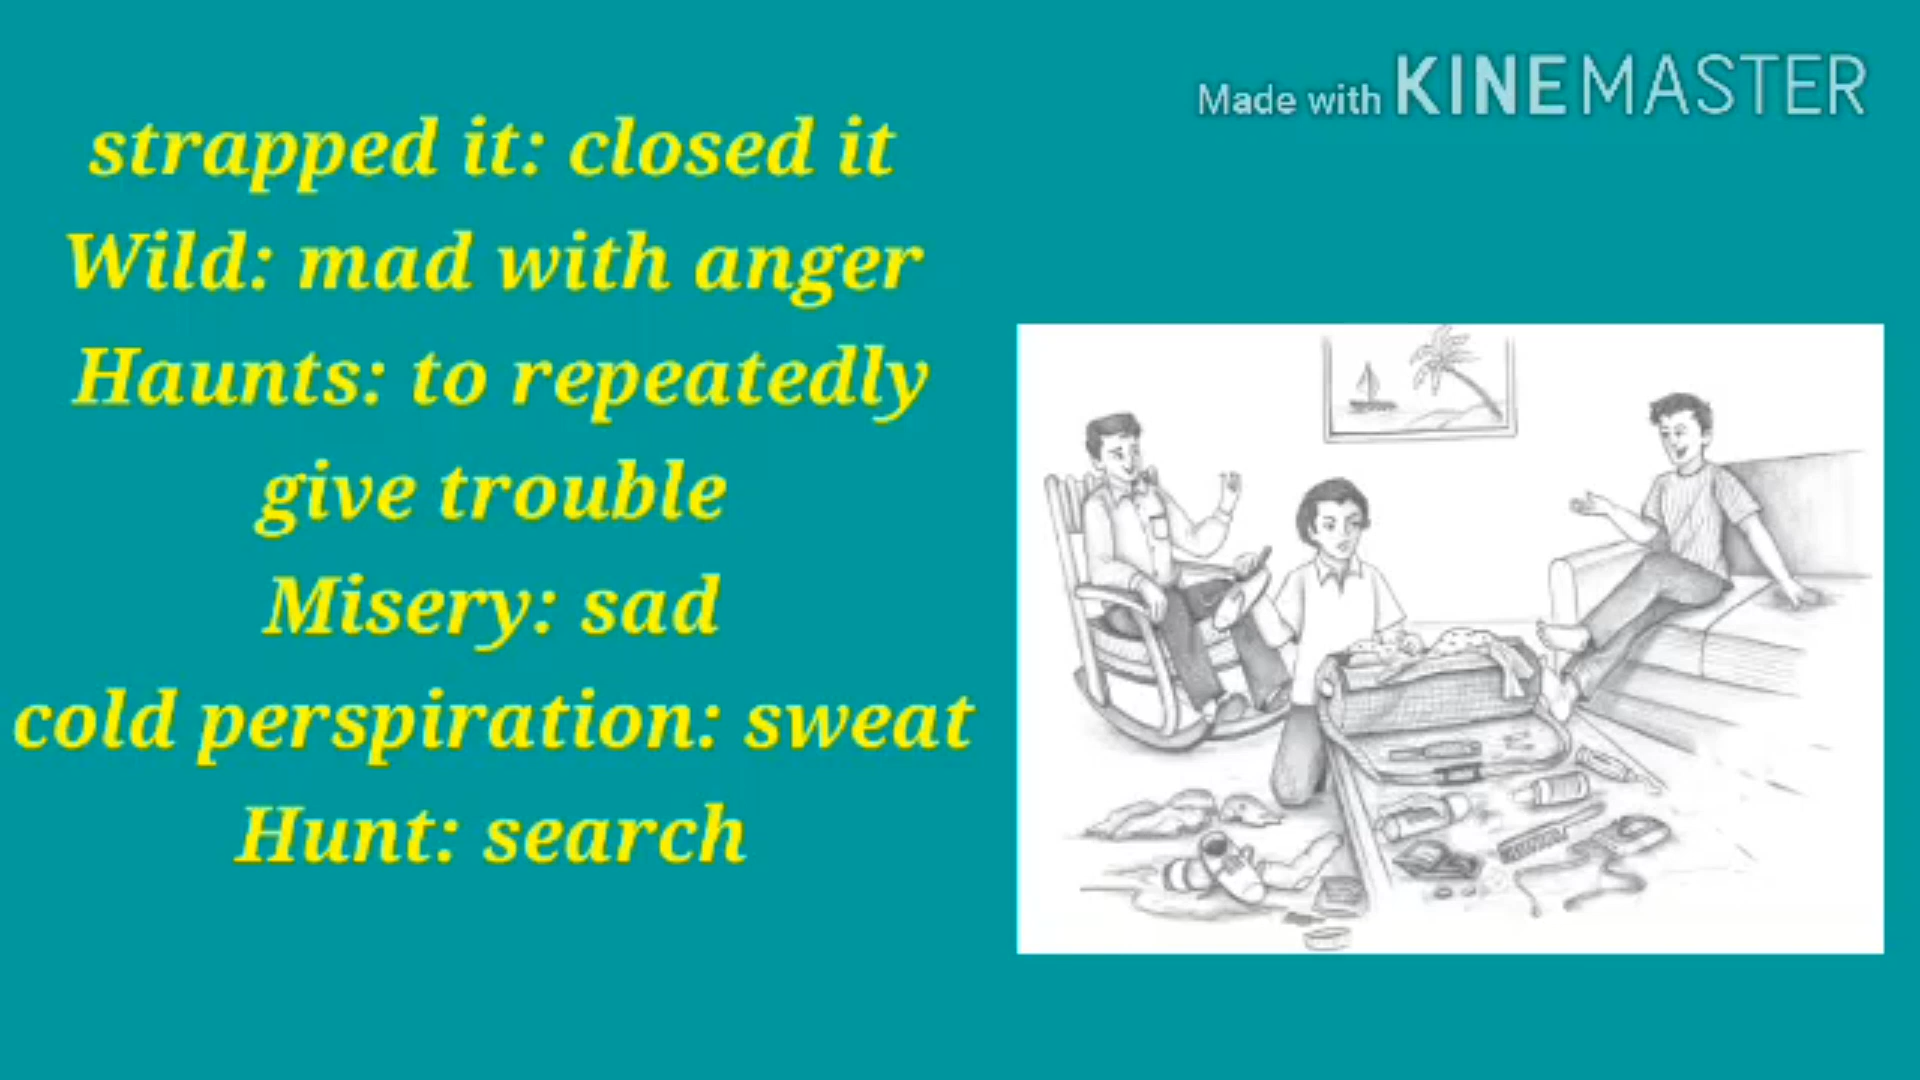 Made with KINEMASTER
strapped it: closed it
Wild: mad with anger
Haunts: to repeatedly
give trouble
Misery: sad
cold perspiration: sweat
Hunt: search